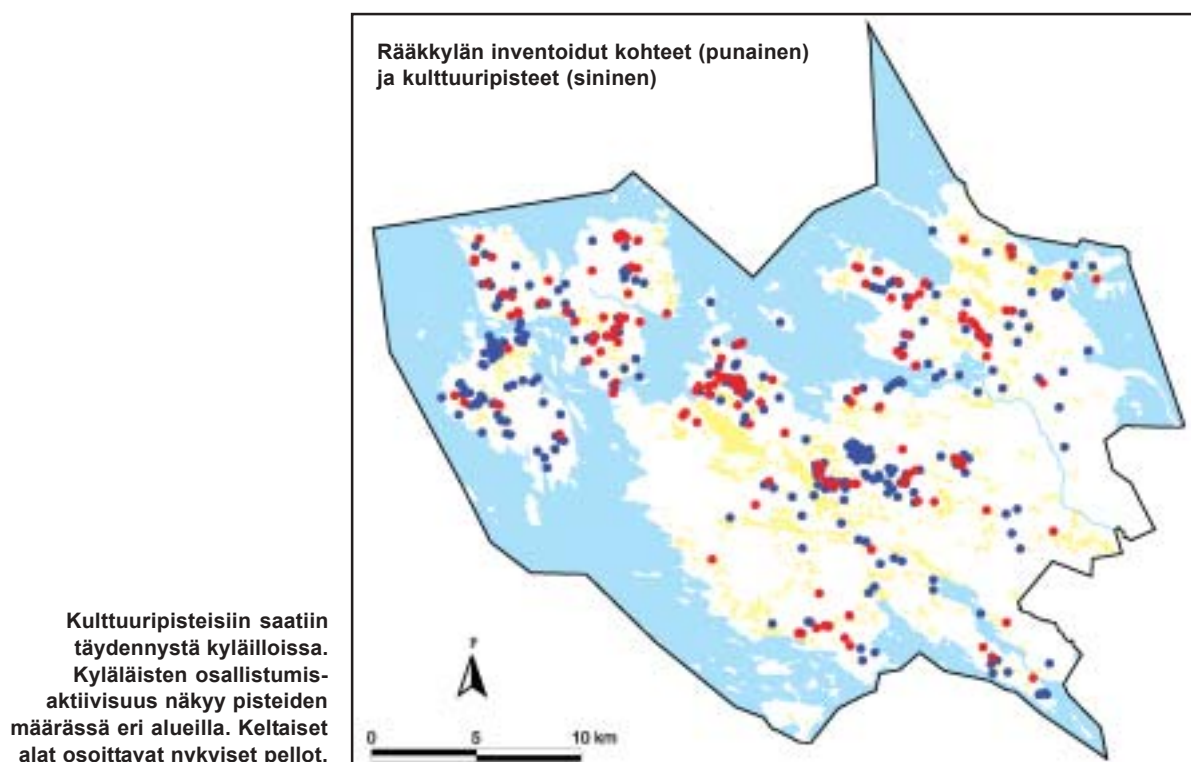 Rääkkylän inventoidut kohteet (punainen)
ja kulttuuripisteet (sininen)
Kulttuuripisteisiin saatiin
täydennystä kyläilloissa.
Kyläläisten osallistumis-
aktiivisuus näkyy pisteiden
määrässä eri alueilla. Keltaiset
alat osoittavat nykyiset pellot.
P
0 5 10 km